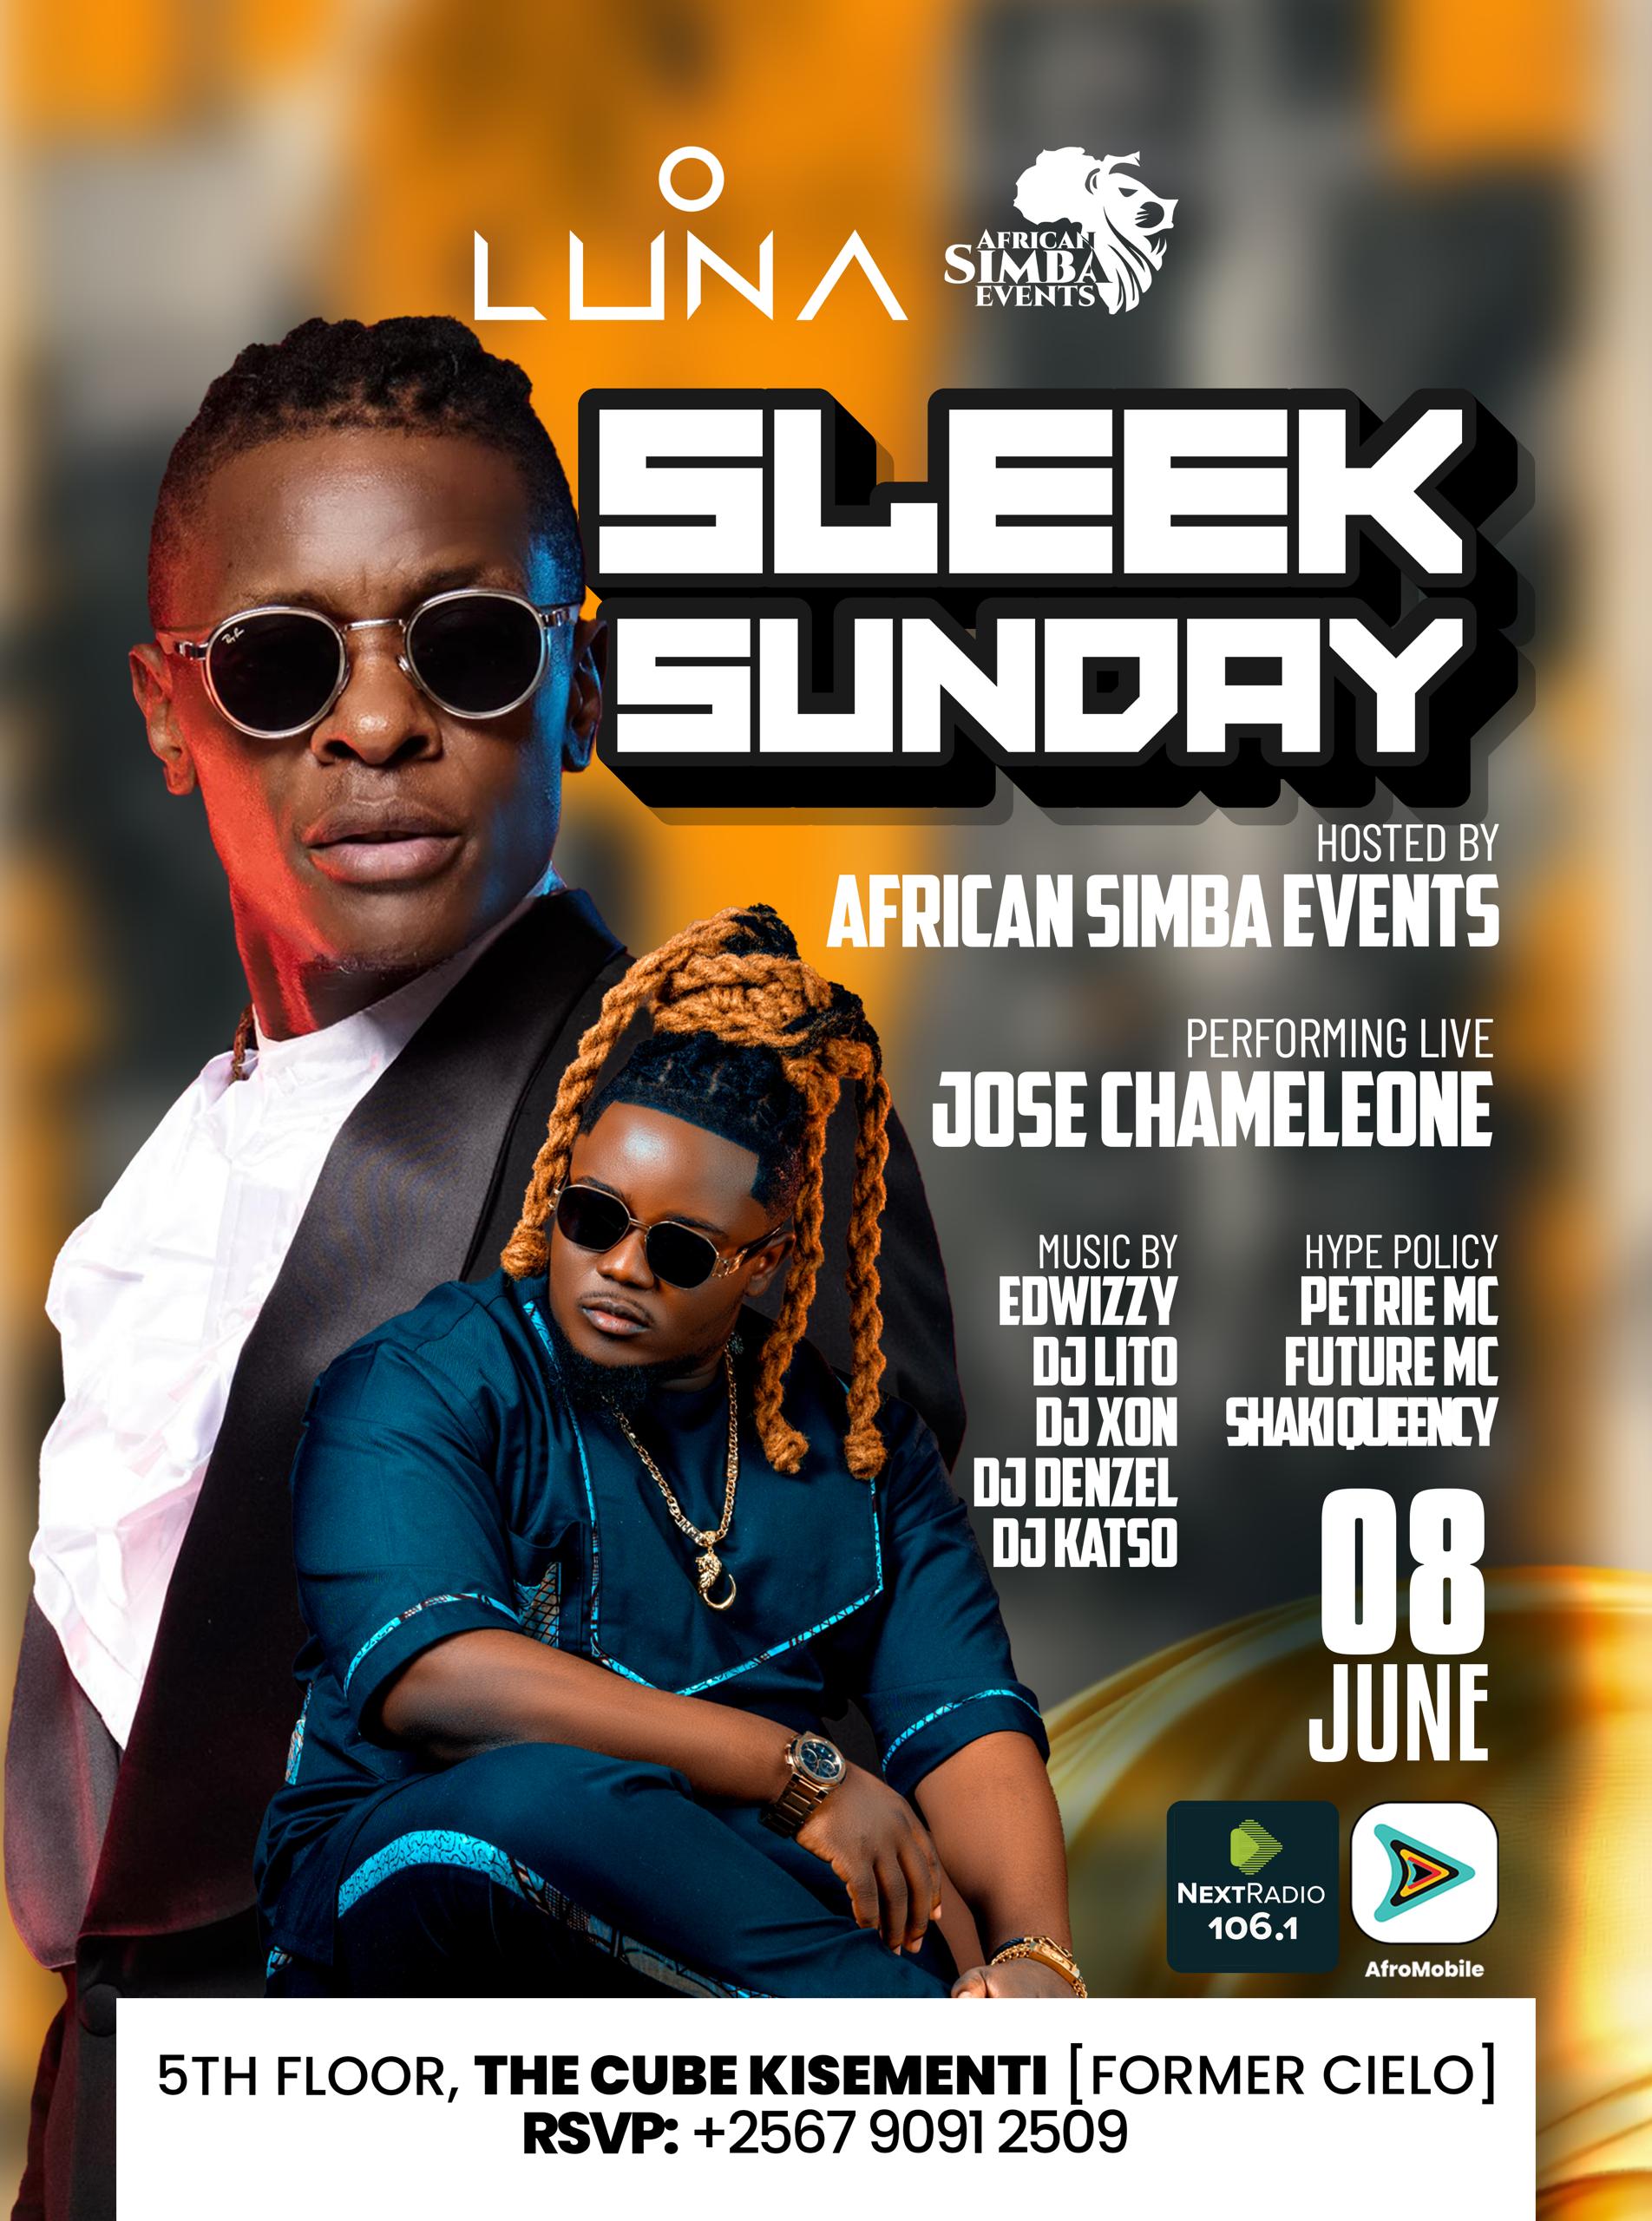 LUNA
AFRICAN
SIMBA
EVENTS
SLEEK
SUNDAY
HOSTED BY
AFRICAN SIMBA EVENTS
PERFORMING LIVE
JOSE CHAMELEONE
MUSIC BY
EDWIZZY
DJ LITO
DJ XON
DJ DENZEL
DJ KATSO
HYPE POLICY
PETRIE MC
FUTURE MC
SHAKI QUEENCY
08
JUNE
NEXTRADIO
106.1
AfroMobile
5TH FLOOR, THE CUBE KISEMENTI [FORMER CIELO]
RSVP: +2567 9091 2509
Ray-Ban